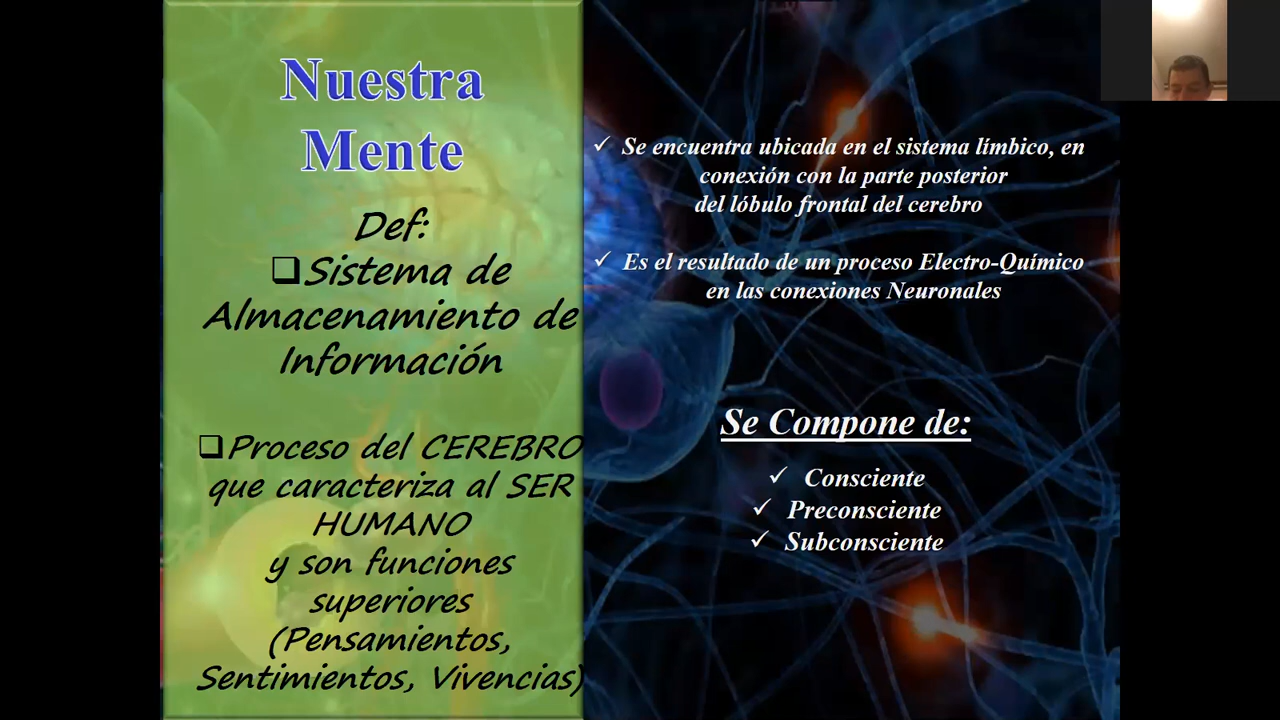 Nuestra
Mente
Def:
❑Sistema de
Almacenamiento de
Información
❑Proceso del CEREBRO
que caracteriza al SER
HUMANO
y son funciones
superiores
(Pensamientos,
Sentimientos, Vivencias)
✓ Se encuentra ubicada en el sistema límbico, en
conexión con la parte posterior
del lóbulo frontal del cerebro
✓ Es el resultado de un proceso Electro-Químico
en las conexiones Neuronales
Se Compone de:
✓ Consciente
✓ Preconsciente
✓ Subconsciente